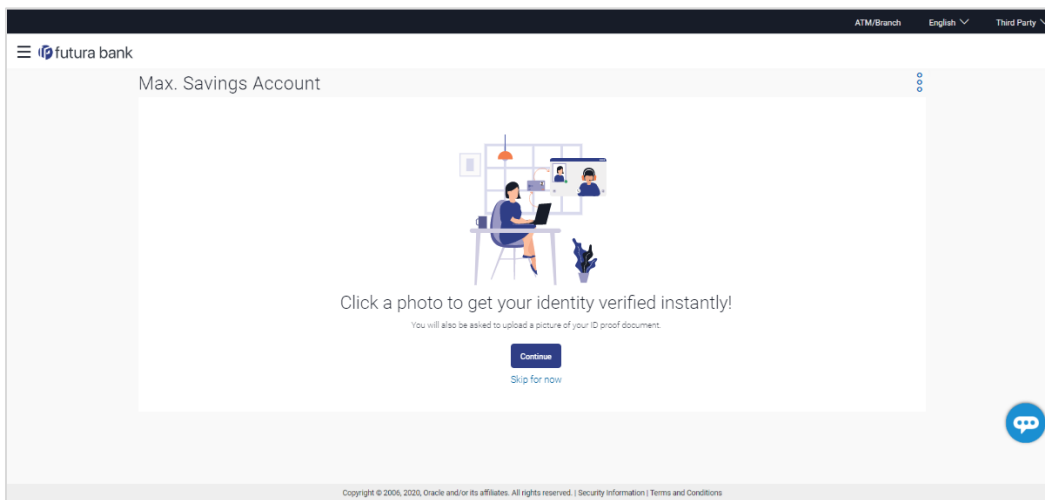 ATM/Branch English Third Party
futura bank
Max. Savings Account
Click a photo to get your identity verified instantly!
You will also be asked to upload a picture of your ID proof document.
Continue
Skip for now
Copyright © 2006, 2020, Oracle and/or its affiliates. All rights reserved. | Security Information | Terms and Conditions